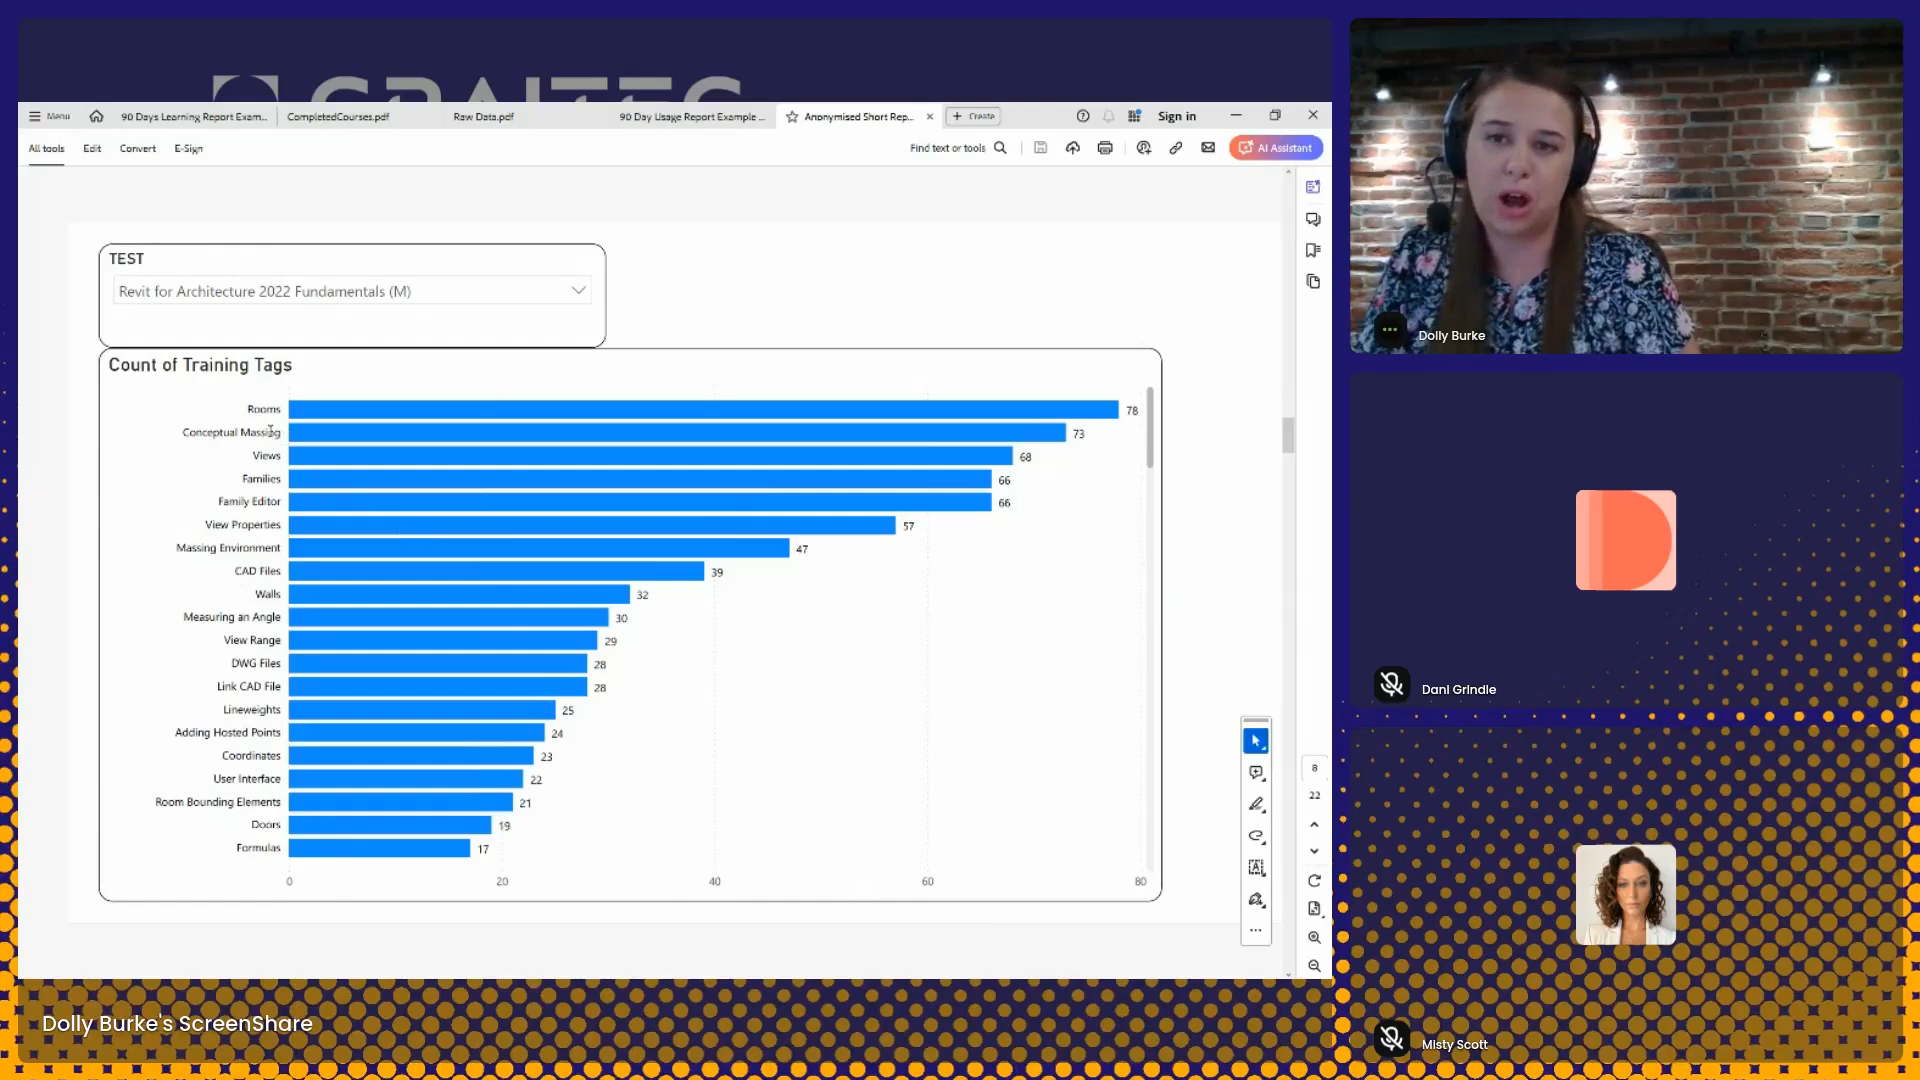 GRAITEC
Menu
90 Days Learning Report Exam...
CompletedCourses.pdf
Raw Data.pdf
90 Day Usage Report Example ...
Anonymised Short Rep...
Create
Sign in
All tools
Edit
Convert
E-Sign
Find text or tools
AI Assistant
TEST
Revit for Architecture 2022 Fundamentals (M)
Count of Training Tags
Rooms 78
Conceptual Massing 73
Views 68
Families 66
Family Editor 66
View Properties 57
Massing Environment 47
CAD Files 39
Walls 32
Measuring an Angle 30
View Range 29
DWG Files 28
Link CAD File 28
Lineweights 25
Adding Hosted Points 24
Coordinates 23
User Interface 22
Room Bounding Elements 21
Doors 19
Formulas 17
0 20 40 60 80
8
22
Dolly Burke's ScreenShare
Dolly Burke
Dani Grindle
Misty Scott